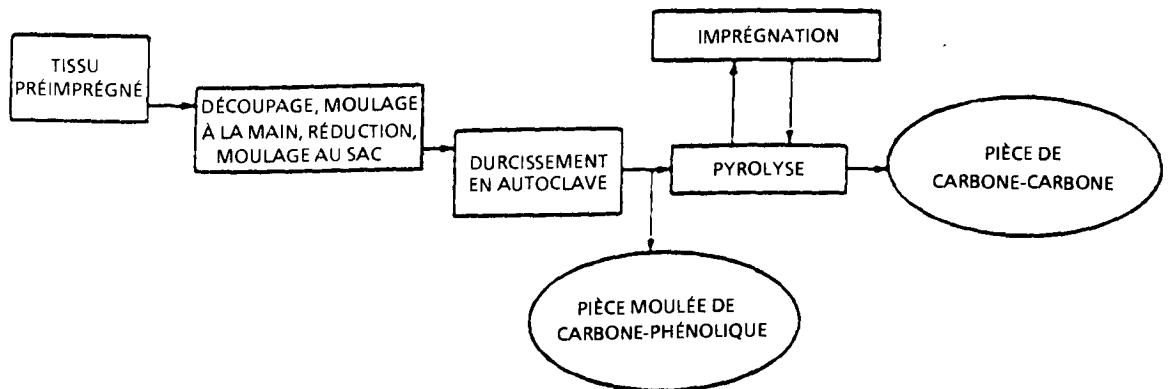 TISSU
PRÉIMPRÉGNÉ
DÉCOUPAGE, MOULAGE
À LA MAIN, RÉDUCTION,
MOULAGE AU SAC
DURCISSEMENT
EN AUTOCLAVE
IMPRÉGNATION
PYROLYSE
PIÈCE DE
CARBONE-CARBONE
PIÈCE MOULÉE DE
CARBONE-PHÉNOLIQUE